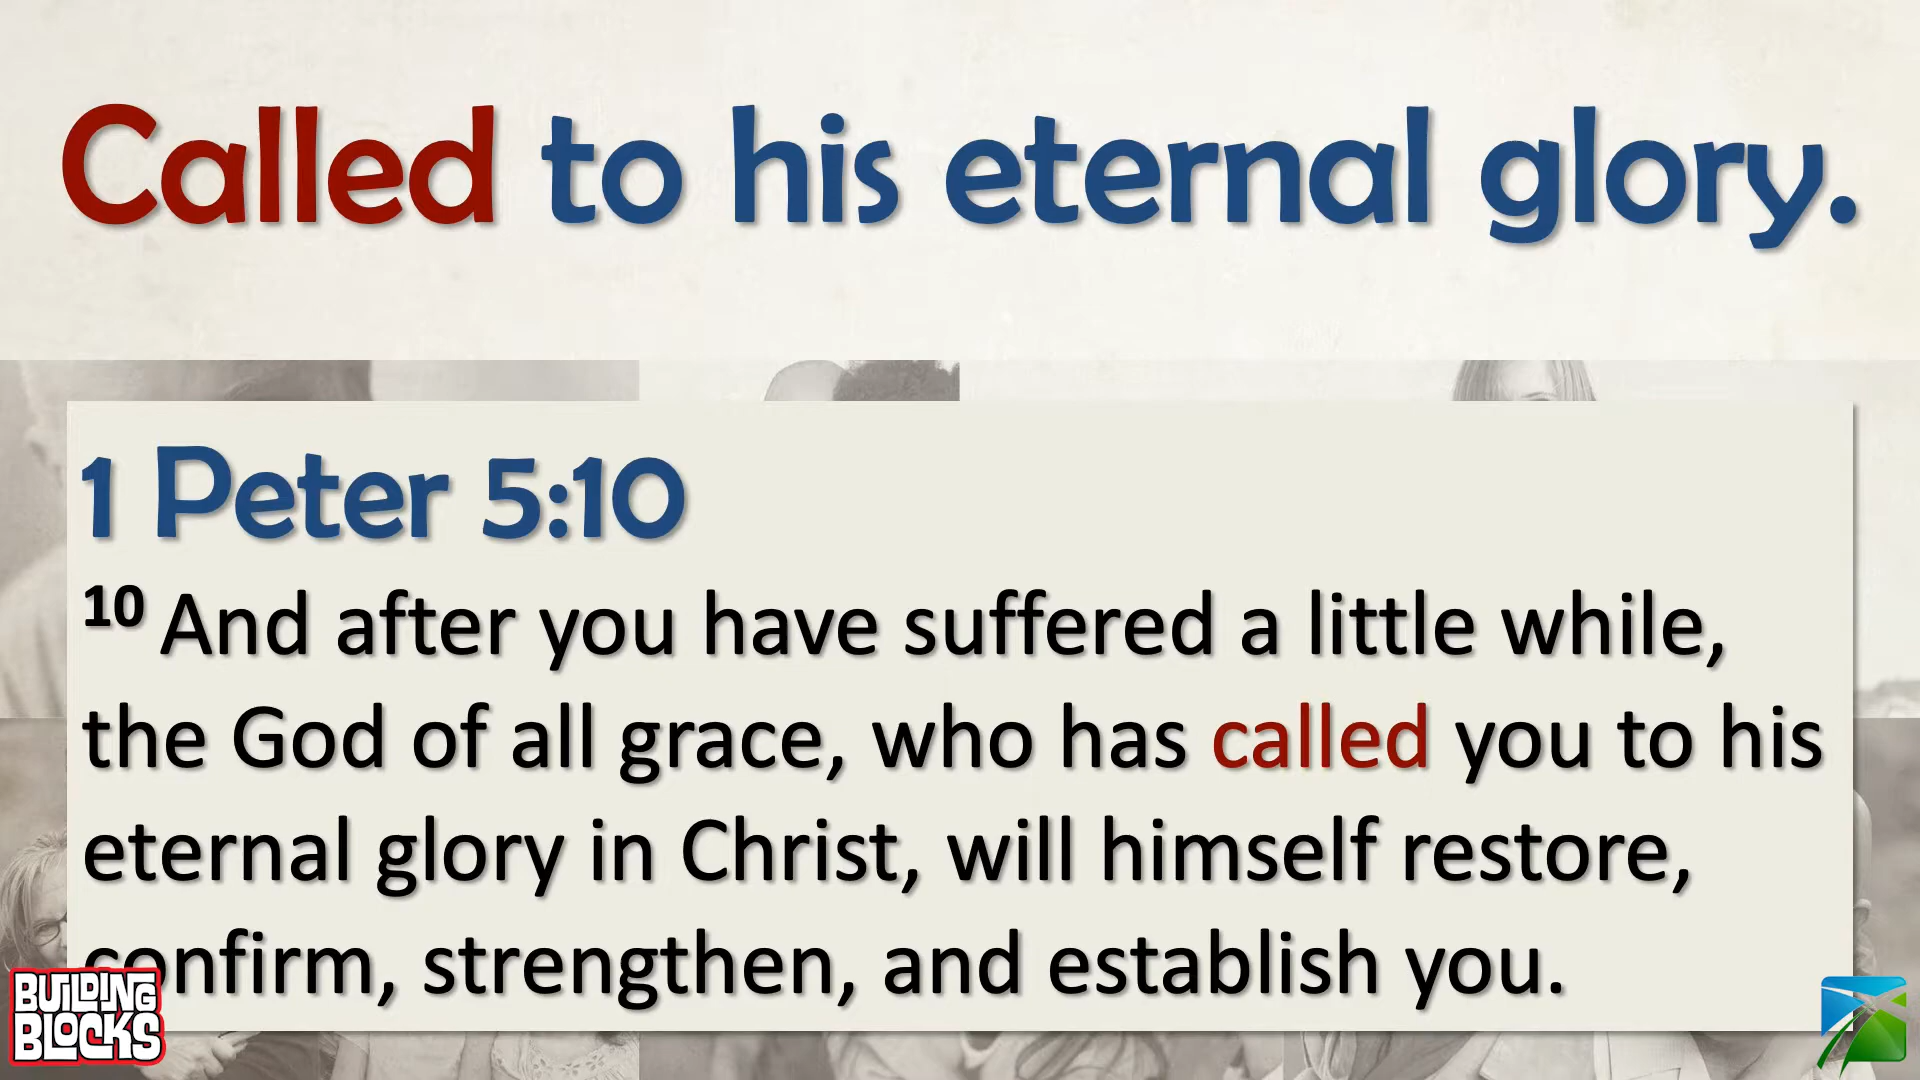 Called to his eternal glory.
1 Peter 5:10
10 And after you have suffered a little while,
the God of all grace, who has called you to his
eternal glory in Christ, will himself restore,
confirm, strengthen, and establish you.
BUILDING
BLOCKS